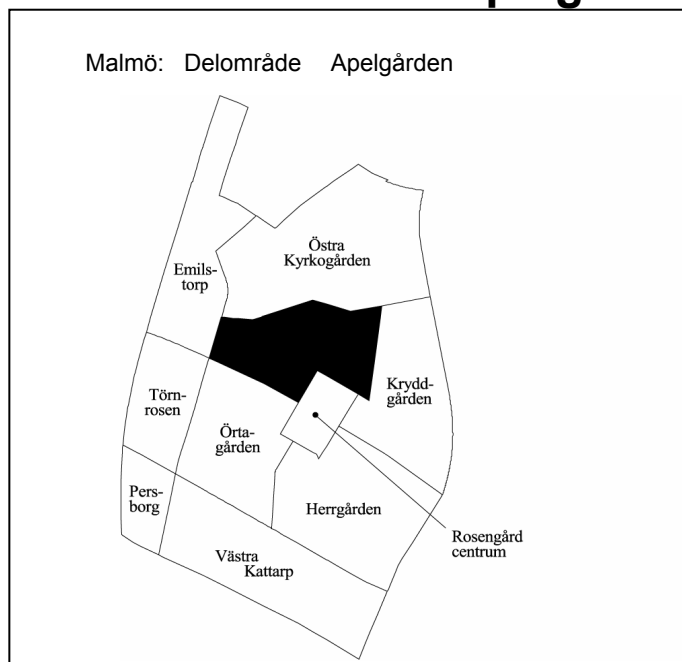 Malmö: Delområde Apelgården
Östra
Kyrkogården
Emils-
torp
Krydd-
gården
Törn-
rosen
Örta-
gården
Pers-
borg
Herrgården
Rosengård
centrum
Västra
Kattarp